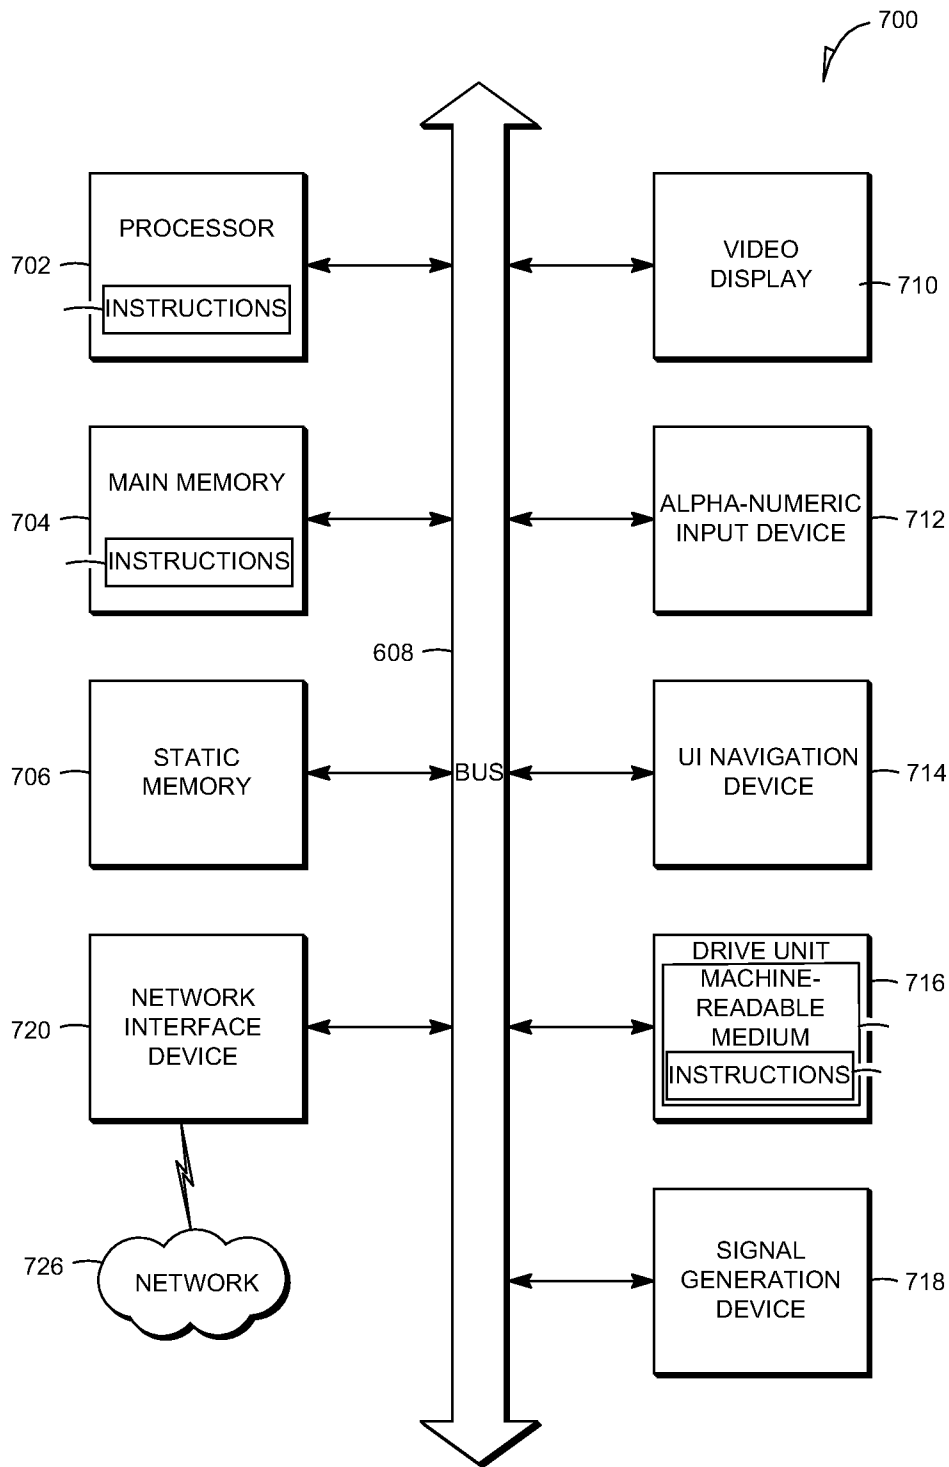 700
PROCESSOR
702
INSTRUCTIONS
VIDEO
DISPLAY
710
MAIN MEMORY
704
INSTRUCTIONS
ALPHA-NUMERIC
INPUT DEVICE
712
608
STATIC
MEMORY
706
BUS
UI NAVIGATION
DEVICE
714
NETWORK
INTERFACE
DEVICE
720
DRIVE UNIT
MACHINE-
READABLE
MEDIUM
INSTRUCTIONS
716
726
NETWORK
SIGNAL
GENERATION
DEVICE
718